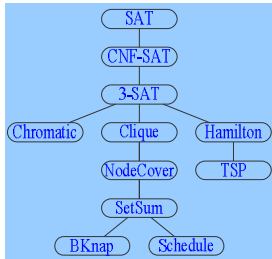 SAT
CNF-SAT
3-SAT
Chromatic Clique Hamilton
NodeCover TSP
SetSum
BKnap Schedule